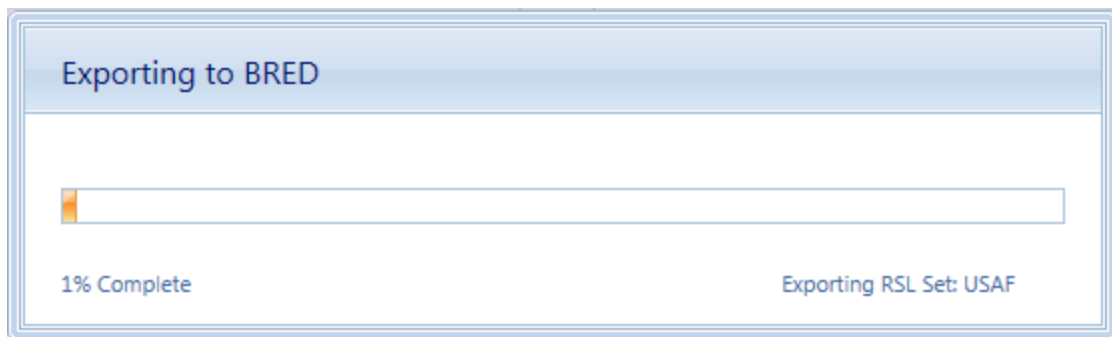 Exporting to BRED
1% Complete
Exporting RSL Set: USAF